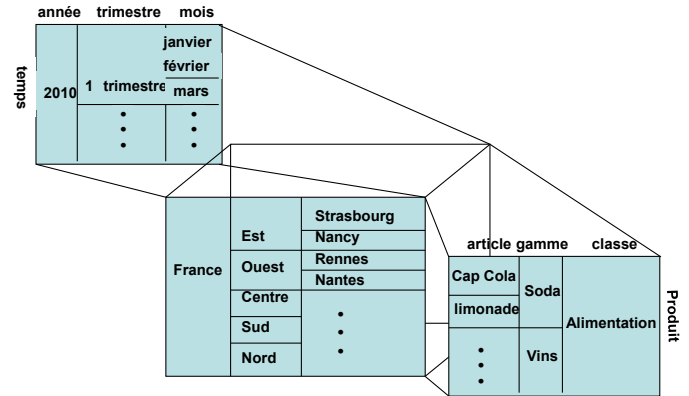 année trimestre mois
temps
janvier
février
2010 1 trimestre mars
France
Est
Ouest
Centre
Sud
Nord
Strasbourg
Nancy
Rennes
Nantes
article gamme classe
Cap Cola
limonade
Soda
Vins
Alimentation
Produit